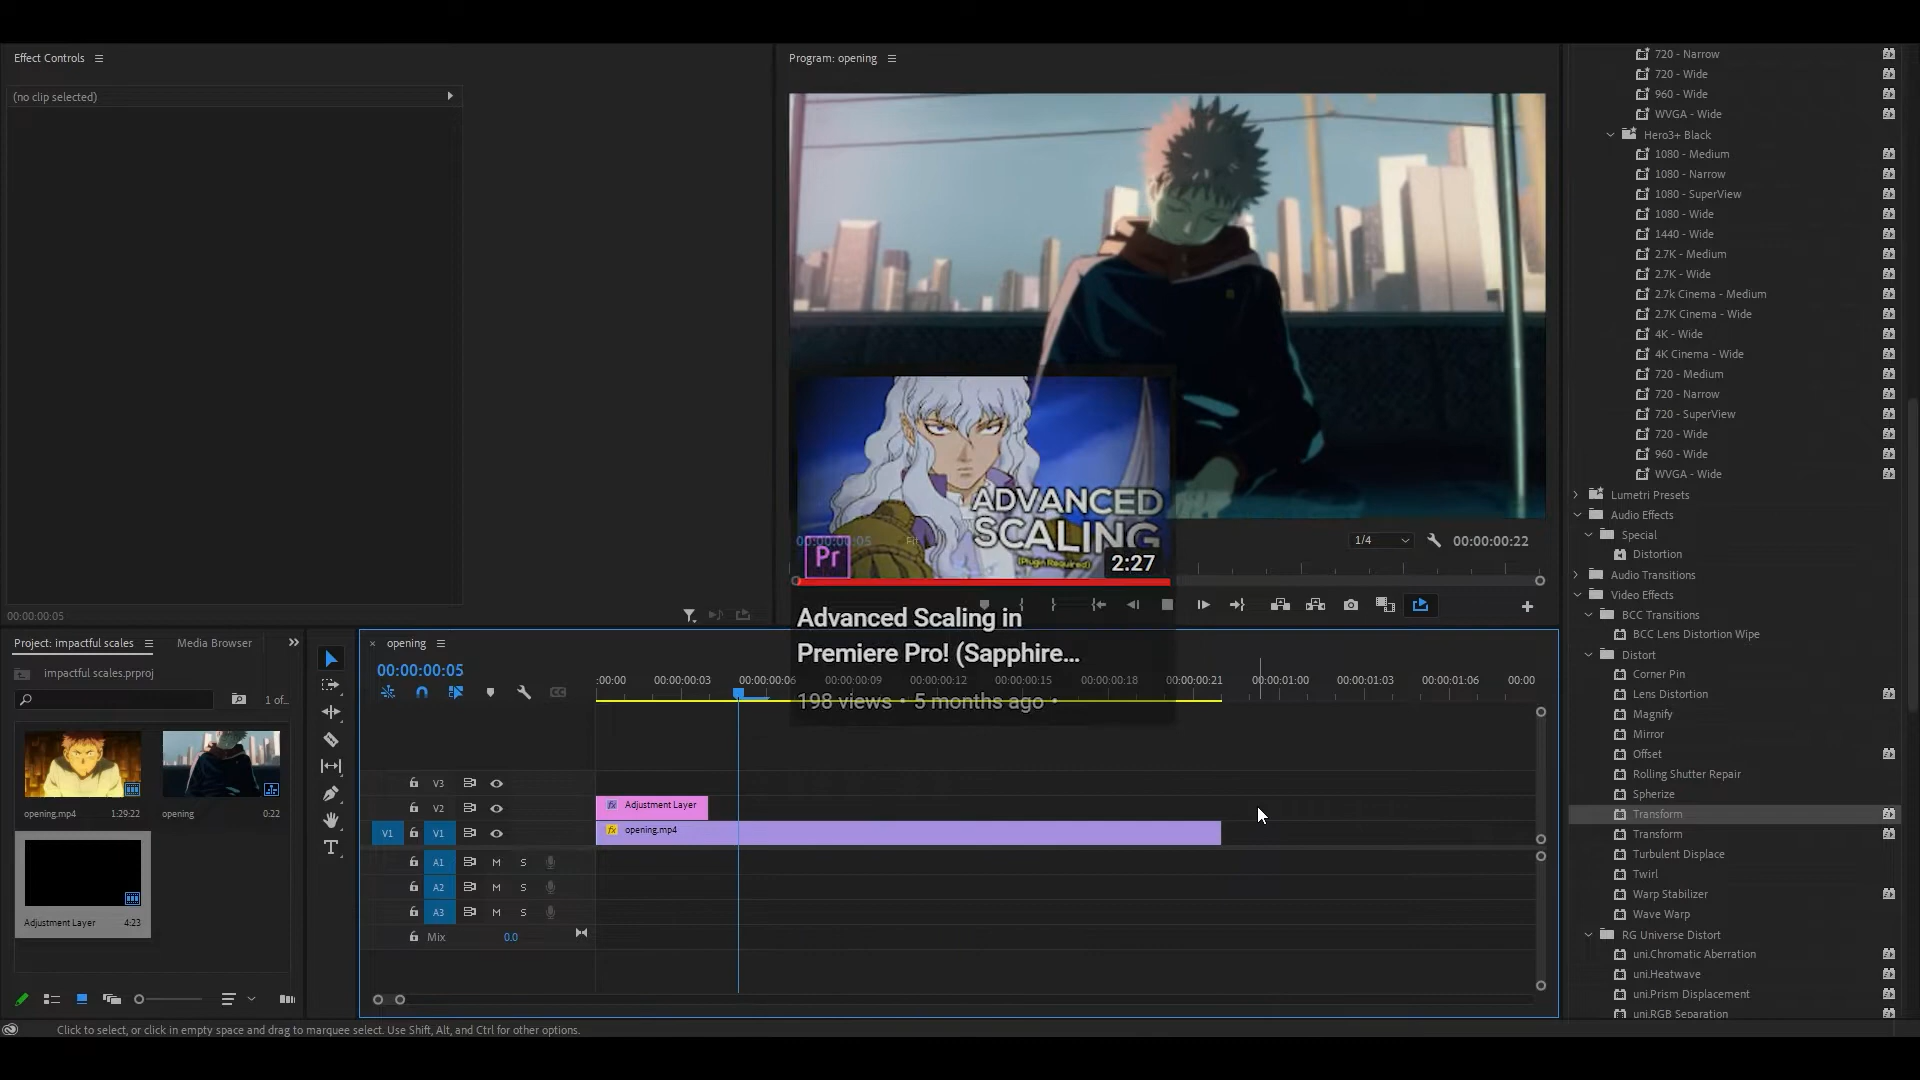 Effect Controls
(no clip selected)
00:00:00:05
Program: opening
ADVANCED
SCALING
(Plugin Required)
Pr
2:27
00:00:00:05
Fit
1/4
00:00:00:22
Advanced Scaling in
Premiere Pro! (Sapphire...
198 views • 5 months ago •
Project: impactful scales
Media Browser
impactful scales.prproj
1 of...
opening.mp4 1:29:22
opening 0:22
Adjustment Layer 4:23
opening
00:00:00:05
:00:00 00:00:00:03 00:00:00:06 00:00:00:09 00:00:00:12 00:00:00:15 00:00:00:18 00:00:00:21 00:00:01:00 00:00:01:03 00:00:01:06 00:00
V3
V2
fx Adjustment Layer
V1 V1
fx opening.mp4
A1 M S
A2 M S
A3 M S
Mix 0.0
720 - Narrow
720 - Wide
960 - Wide
WVGA - Wide
Hero3+ Black
1080 - Medium
1080 - Narrow
1080 - SuperView
1080 - Wide
1440 - Wide
2.7K - Medium
2.7K - Wide
2.7k Cinema - Medium
2.7K Cinema - Wide
4K - Wide
4K Cinema - Wide
720 - Medium
720 - Narrow
720 - SuperView
720 - Wide
960 - Wide
WVGA - Wide
Lumetri Presets
Audio Effects
Special
Distortion
Audio Transitions
Video Effects
BCC Transitions
BCC Lens Distortion Wipe
Distort
Corner Pin
Lens Distortion
Magnify
Mirror
Offset
Rolling Shutter Repair
Spherize
Transform
Transform
Turbulent Displace
Twirl
Warp Stabilizer
Wave Warp
RG Universe Distort
uni.Chromatic Aberration
uni.Heatwave
uni.Prism Displacement
uni.RGB Separation
Click to select, or click in empty space and drag to marquee select. Use Shift, Alt, and Ctrl for other options.